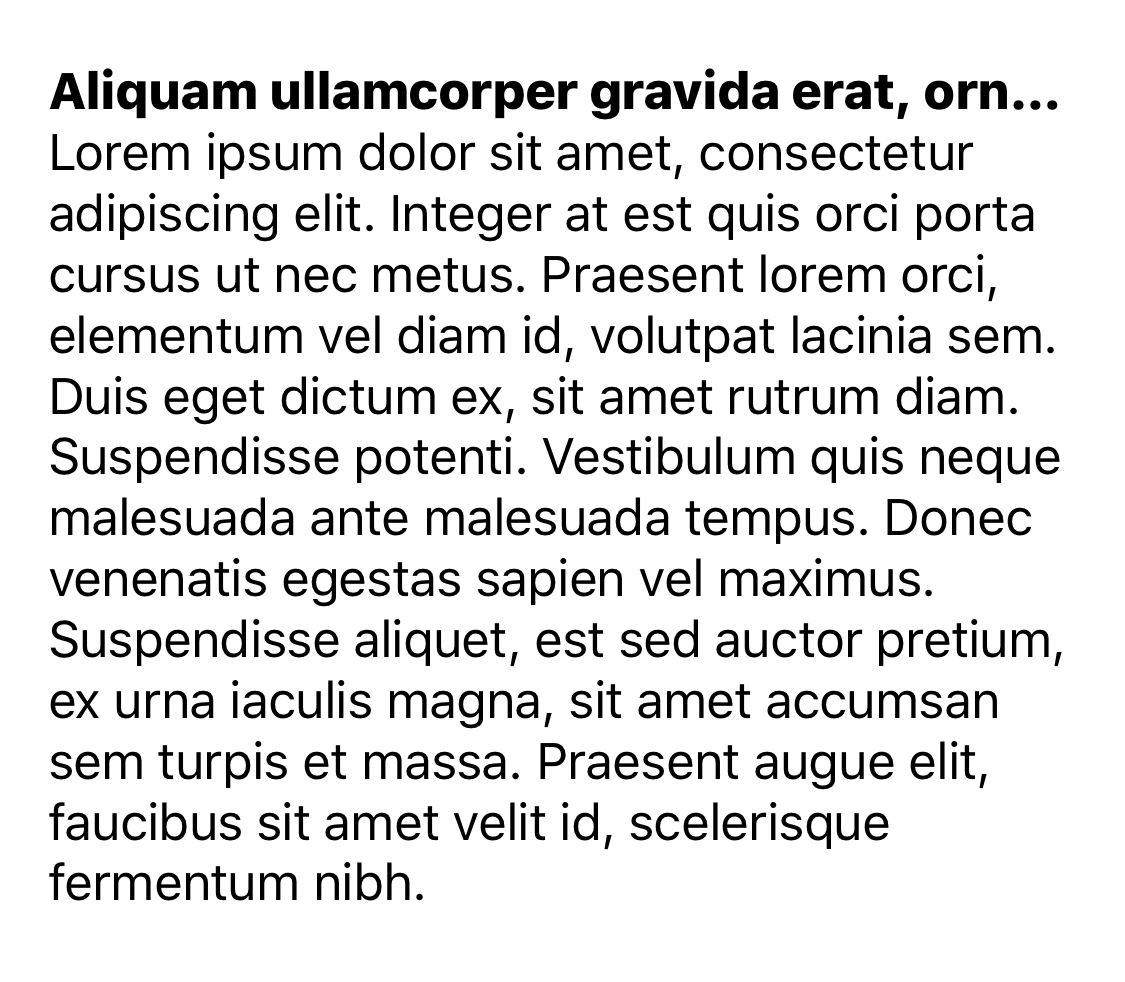 Aliquam ullamcorper gravida erat, orn...
Lorem ipsum dolor sit amet, consectetur
adipiscing elit. Integer at est quis orci porta
cursus ut nec metus. Praesent lorem orci,
elementum vel diam id, volutpat lacinia sem.
Duis eget dictum ex, sit amet rutrum diam.
Suspendisse potenti. Vestibulum quis neque
malesuada ante malesuada tempus. Donec
venenatis egestas sapien vel maximus.
Suspendisse aliquet, est sed auctor pretium,
ex urna iaculis magna, sit amet accumsan
sem turpis et massa. Praesent augue elit,
faucibus sit amet velit id, scelerisque
fermentum nibh.